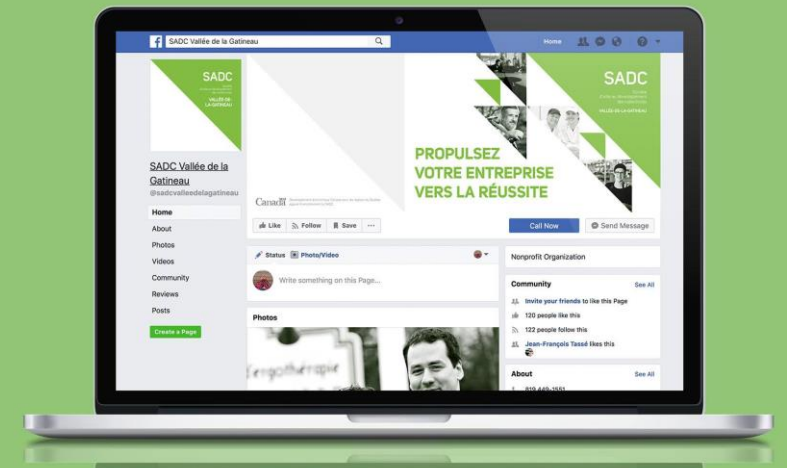 SADC Vallée de la Gatineau
Home
SADC
VALLÉE-DE-
LA-GATINEAU
SADC Vallée de la
Gatineau
@sadcvalleedelagatineau
Home
About
Photos
Videos
Community
Reviews
Posts
Create a Page
SADC
VALLÉE-DE-LA-GATINEAU
PROPULSEZ
VOTRE ENTREPRISE
VERS LA RÉUSSITE
Canada
Like
Follow
Save
Call Now
Send Message
Status
Photo/Video
Write something on this Page...
Photos
Ergothérapie
Nonprofit Organization
Community
See All
Invite your friends to like this Page
120 people like this
122 people follow this
Jean-François Tassé likes this
About
See All
819 449-1551